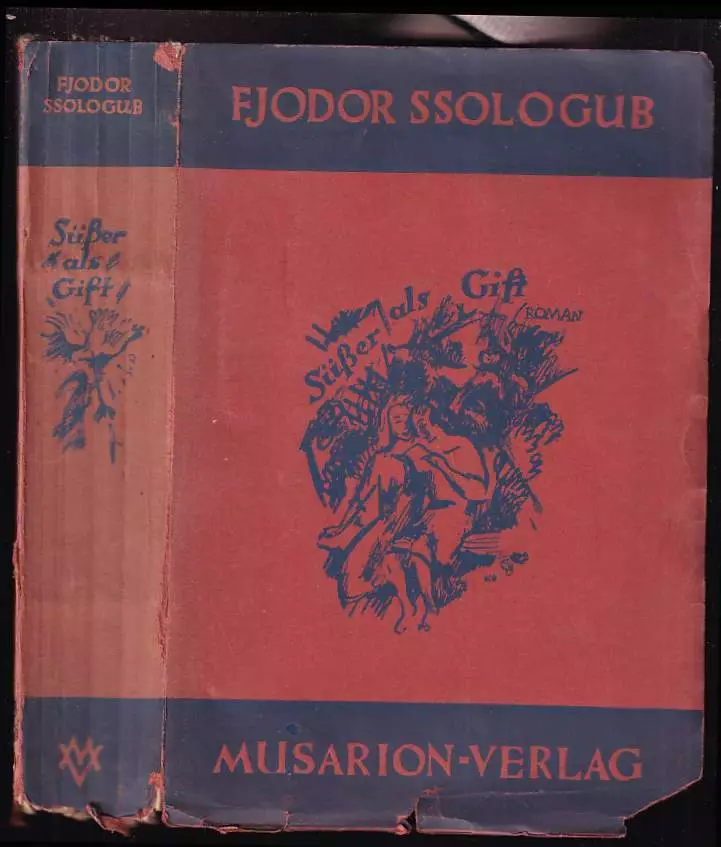 FJODOR
SSOLOGUB
Süßer
als
Gift
FJODOR SSOLOGUB
Süßer als Gift
ROMAN
MUSARION-VERLAG